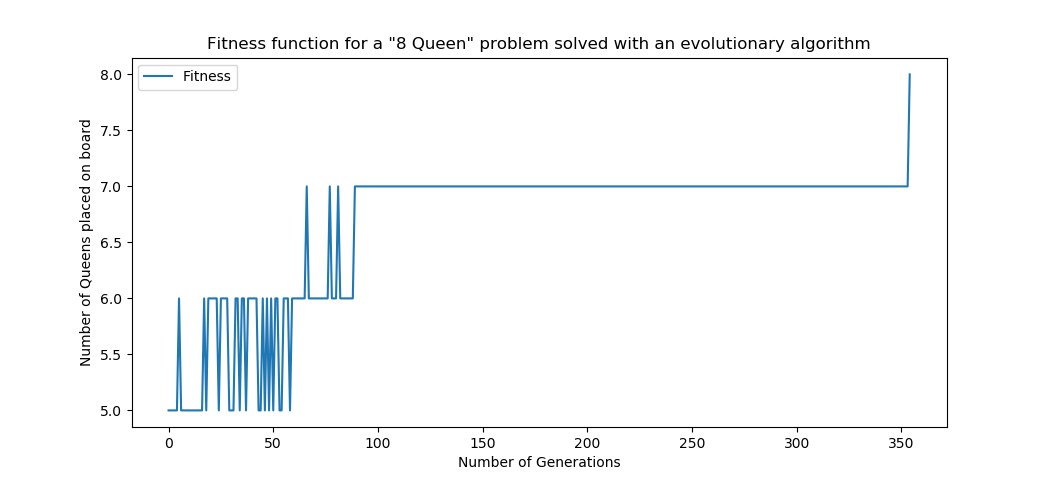 Fitness function for a "8 Queen" problem solved with an evolutionary algorithm
Fitness
Number of Queens placed on board
8.0
7.5
7.0
6.5
6.0
5.5
5.0
0 50 100 150 200 250 300 350
Number of Generations